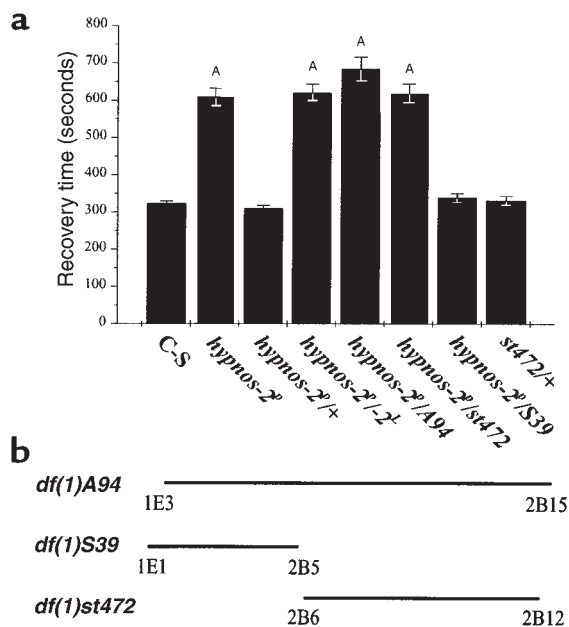 a
Recovery time (seconds)
800
700
600
500
400
300
200
100
0
A
A
A
A
C-S
hypnos-2ᴾ
hypnos-2ᴾ/+
hypnos-2ᴾ/-2ᴸ
hypnos-2ᴾ/A94
hypnos-2ᴾ/st472
hypnos-2ᴾ/S39
st472/+
b
df(1)A94
1E3 2B15
df(1)S39
1E1 2B5
df(1)st472
2B6 2B12